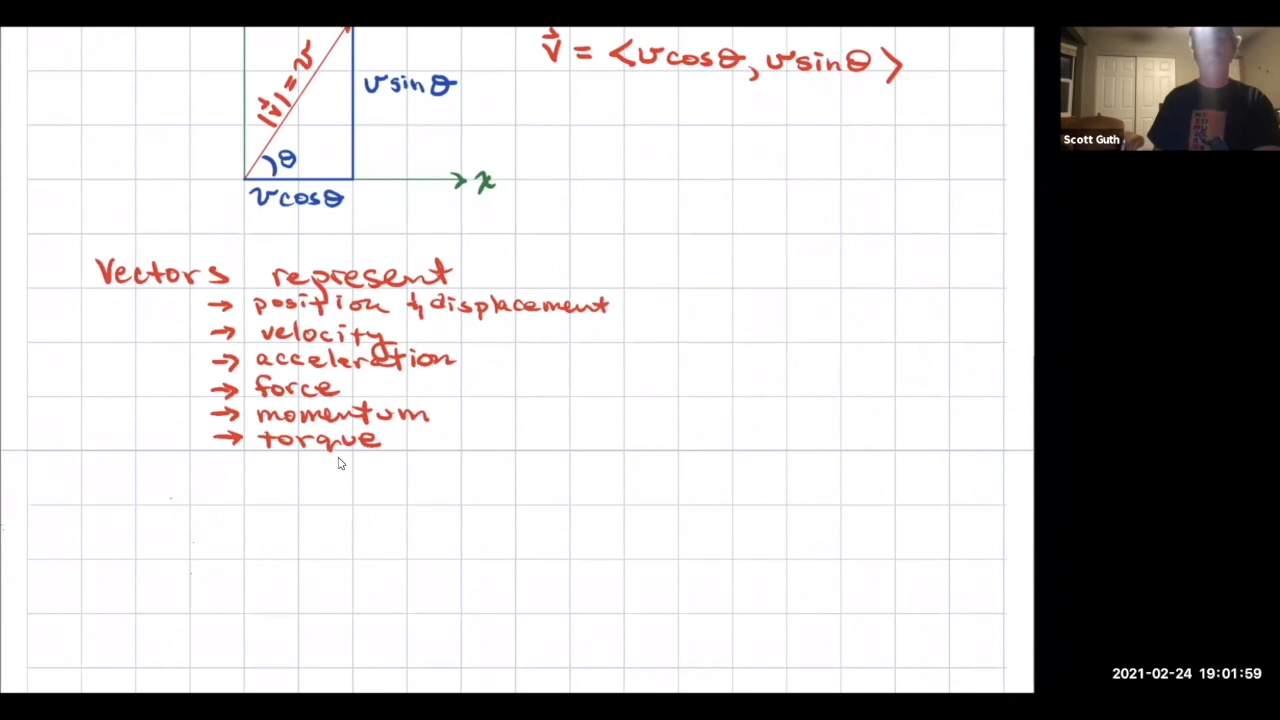 |v⃗| = v
v sin θ
v⃗ = ⟨v cos θ, v sin θ⟩
θ
x
v cos θ
Vectors represent
→ position & displacement
→ velocity
→ acceleration
→ force
→ momentum
→ torque
Scott Guth
2021-02-24 19:01:59